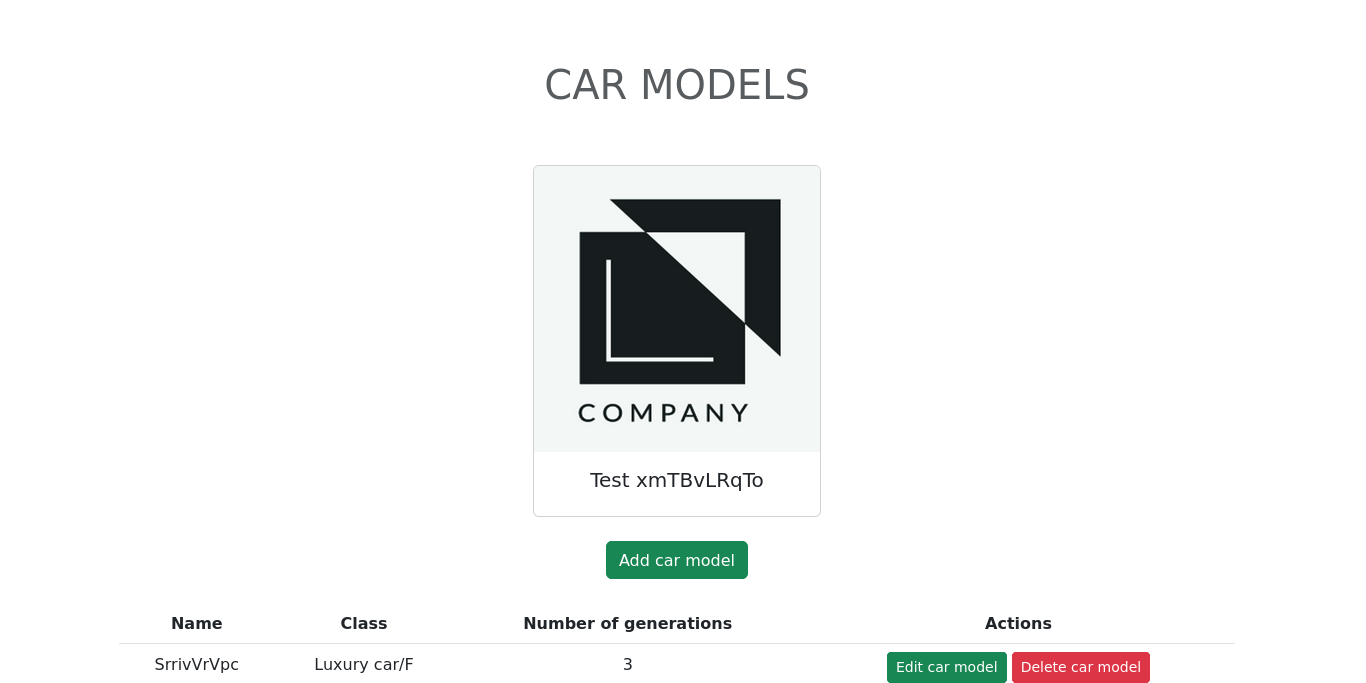 CAR MODELS
COMPANY
Test xmTBvLRqTo
Add car model
Name Class Number of generations Actions
SrrivVrVpc Luxury car/F 3 Edit car model Delete car model